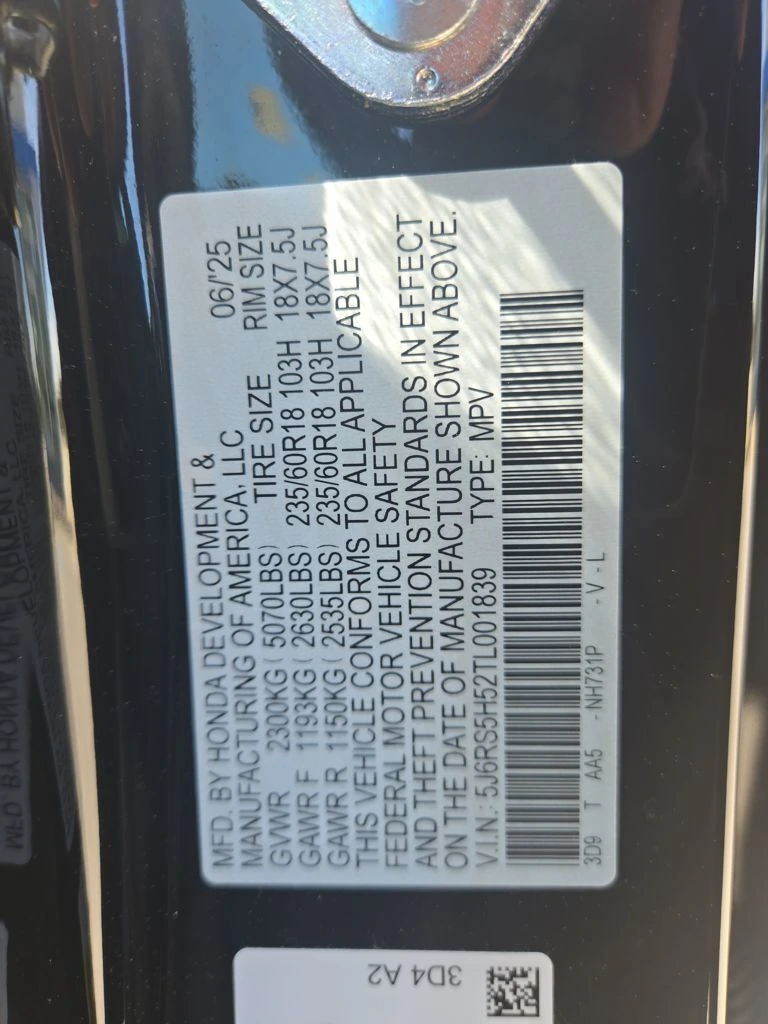 MFD. BY HONDA DEVELOPMENT &
MANUFACTURING OF AMERICA, LLC 06/'25
GVWR 2300KG ( 5070LBS) TIRE SIZE RIM SIZE
GAWR F 1193KG ( 2630LBS) 235/60R18 103H 18X7.5J
GAWR R 1150KG ( 2535LBS) 235/60R18 103H 18X7.5J
THIS VEHICLE CONFORMS TO ALL APPLICABLE
FEDERAL MOTOR VEHICLE SAFETY
AND THEFT PREVENTION STANDARDS IN EFFECT
ON THE DATE OF MANUFACTURE SHOWN ABOVE.
V.I.N.: 5J6RS5H52TL001839 TYPE: MPV
3D9 T AA5 -NH731P - V - L
3D4 A2